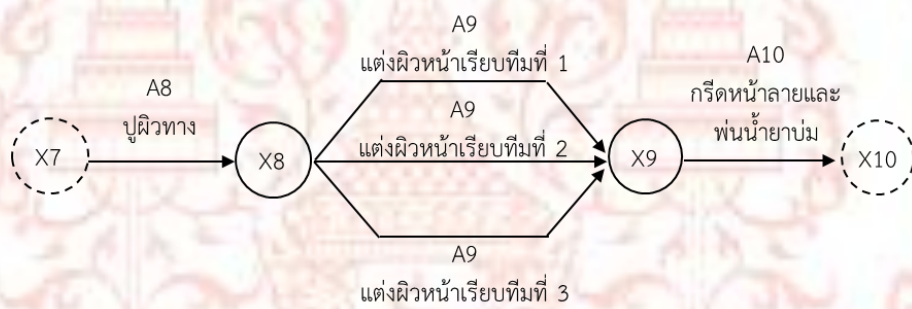 A9
แต่งผิวหน้าเรียบทีมที่ 1
A10
กรีดหน้าลายและ
พ่นน้ำยาบ่ม
A8
ปูผิวทาง
A9
แต่งผิวหน้าเรียบทีมที่ 2
X7
X8
X9
X10
A9
แต่งผิวหน้าเรียบทีมที่ 3